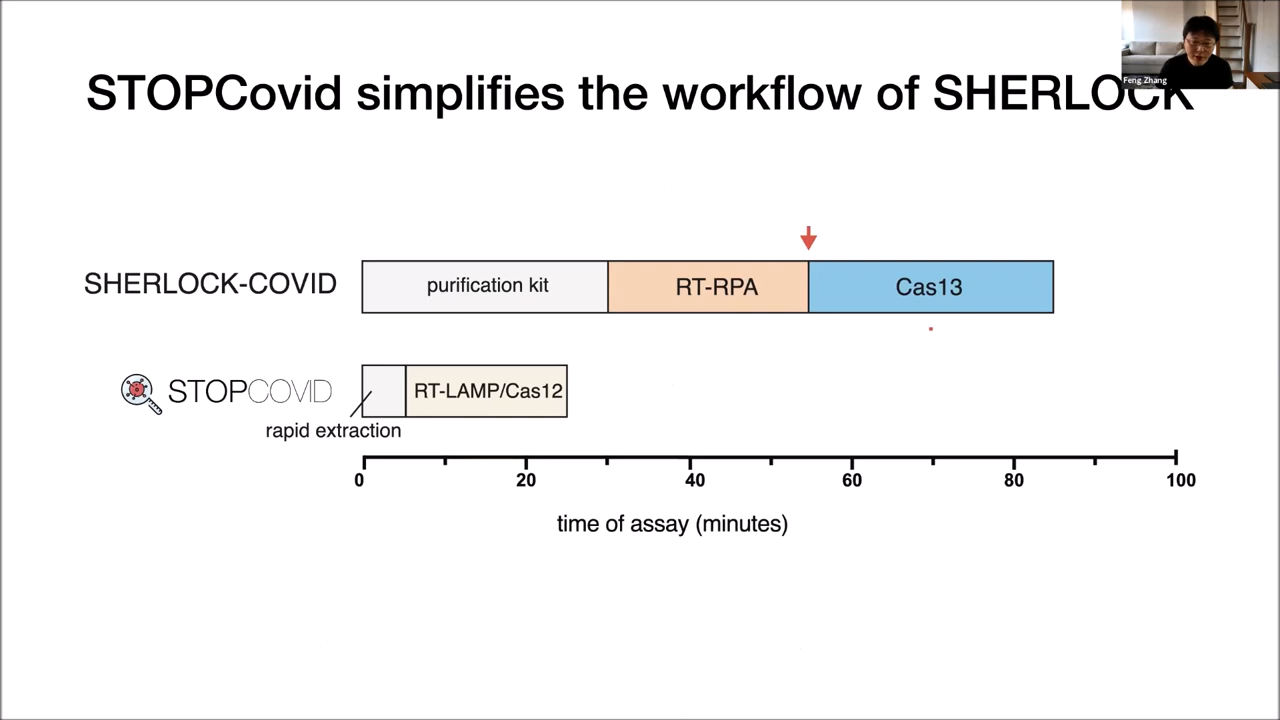 STOPCovid simplifies the workflow of SHERLOCK
Feng Zhang
SHERLOCK-COVID
purification kit
RT-RPA
Cas13
STOPCOVID
RT-LAMP/Cas12
rapid extraction
0 20 40 60 80 100
time of assay (minutes)